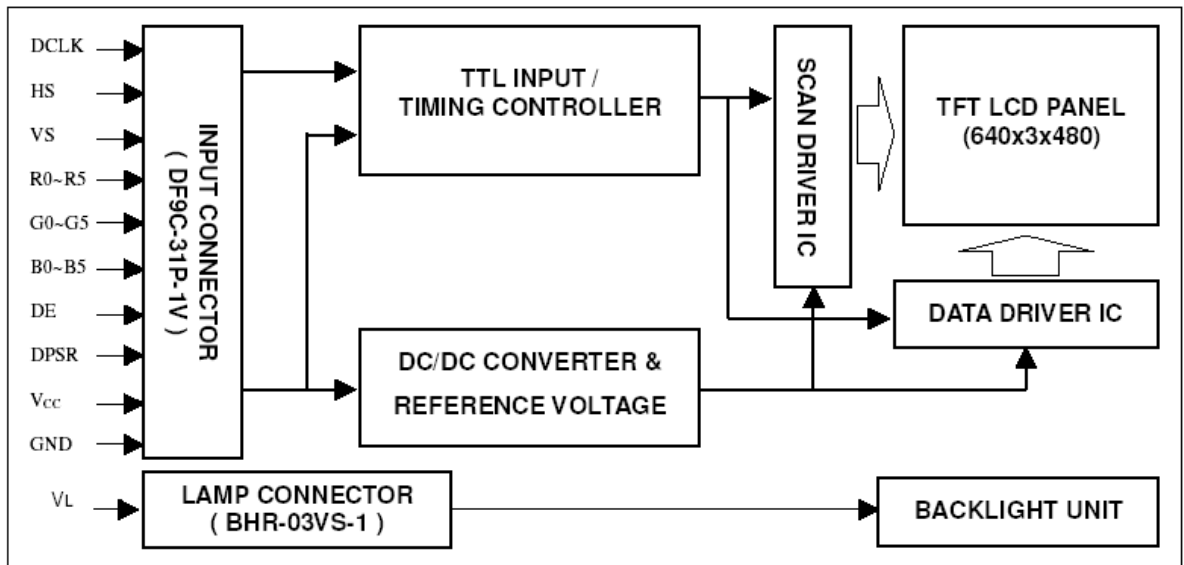 DCLK
HS
VS
R0~R5
G0~G5
B0~B5
DE
DPSR
VCC
GND
VL
INPUT CONNECTOR
( DF9C-31P-1V )
TTL INPUT /
TIMING CONTROLLER
SCAN DRIVER IC
TFT LCD PANEL
(640x3x480)
DATA DRIVER IC
DC/DC CONVERTER &
REFERENCE VOLTAGE
LAMP CONNECTOR
( BHR-03VS-1 )
BACKLIGHT UNIT